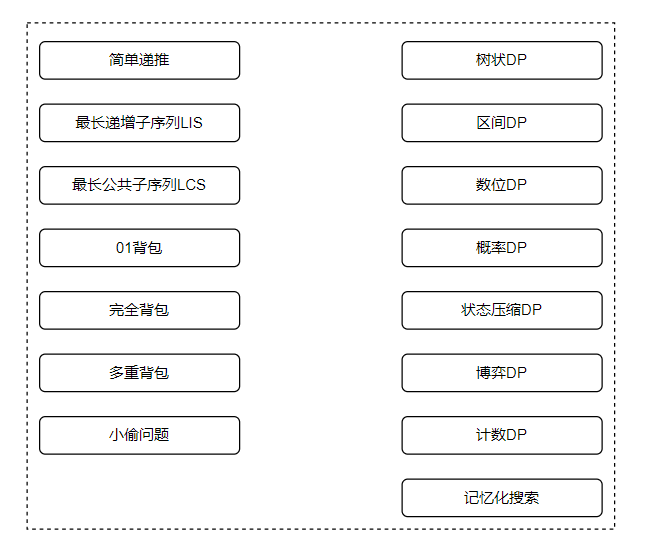 简单递推
最长递增子序列LIS
最长公共子序列LCS
01背包
完全背包
多重背包
小偷问题
树状DP
区间DP
数位DP
概率DP
状态压缩DP
博弈DP
计数DP
记忆化搜索